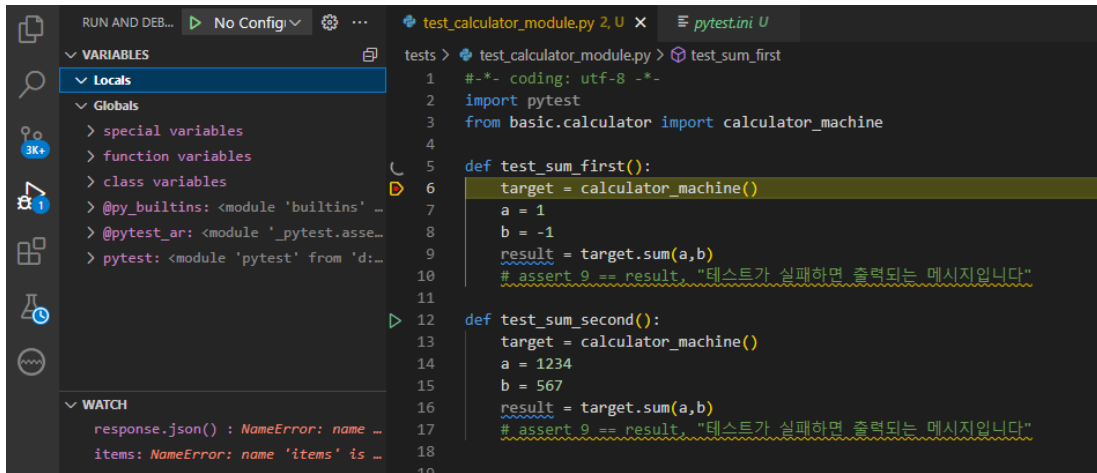 RUN AND DEB... No Config
VARIABLES
Locals
Globals
special variables
function variables
class variables
@py_builtins: <module 'builtins' …
@pytest_ar: <module '_pytest.asse…
pytest: <module 'pytest' from 'd:…
WATCH
response.json() : NameError: name …
items: NameError: name 'items' is …
3K+
1
test_calculator_module.py 2, U pytest.ini U
tests > test_calculator_module.py > test_sum_first
1 #-*- coding: utf-8 -*-
2 import pytest
3 from basic.calculator import calculator_machine
4
5 def test_sum_first():
6 target = calculator_machine()
7 a = 1
8 b = -1
9 result = target.sum(a,b)
10 # assert 9 == result, "테스트가 실패하면 출력되는 메시지입니다"
11
12 def test_sum_second():
13 target = calculator_machine()
14 a = 1234
15 b = 567
16 result = target.sum(a,b)
17 # assert 9 == result, "테스트가 실패하면 출력되는 메시지입니다"
18
19